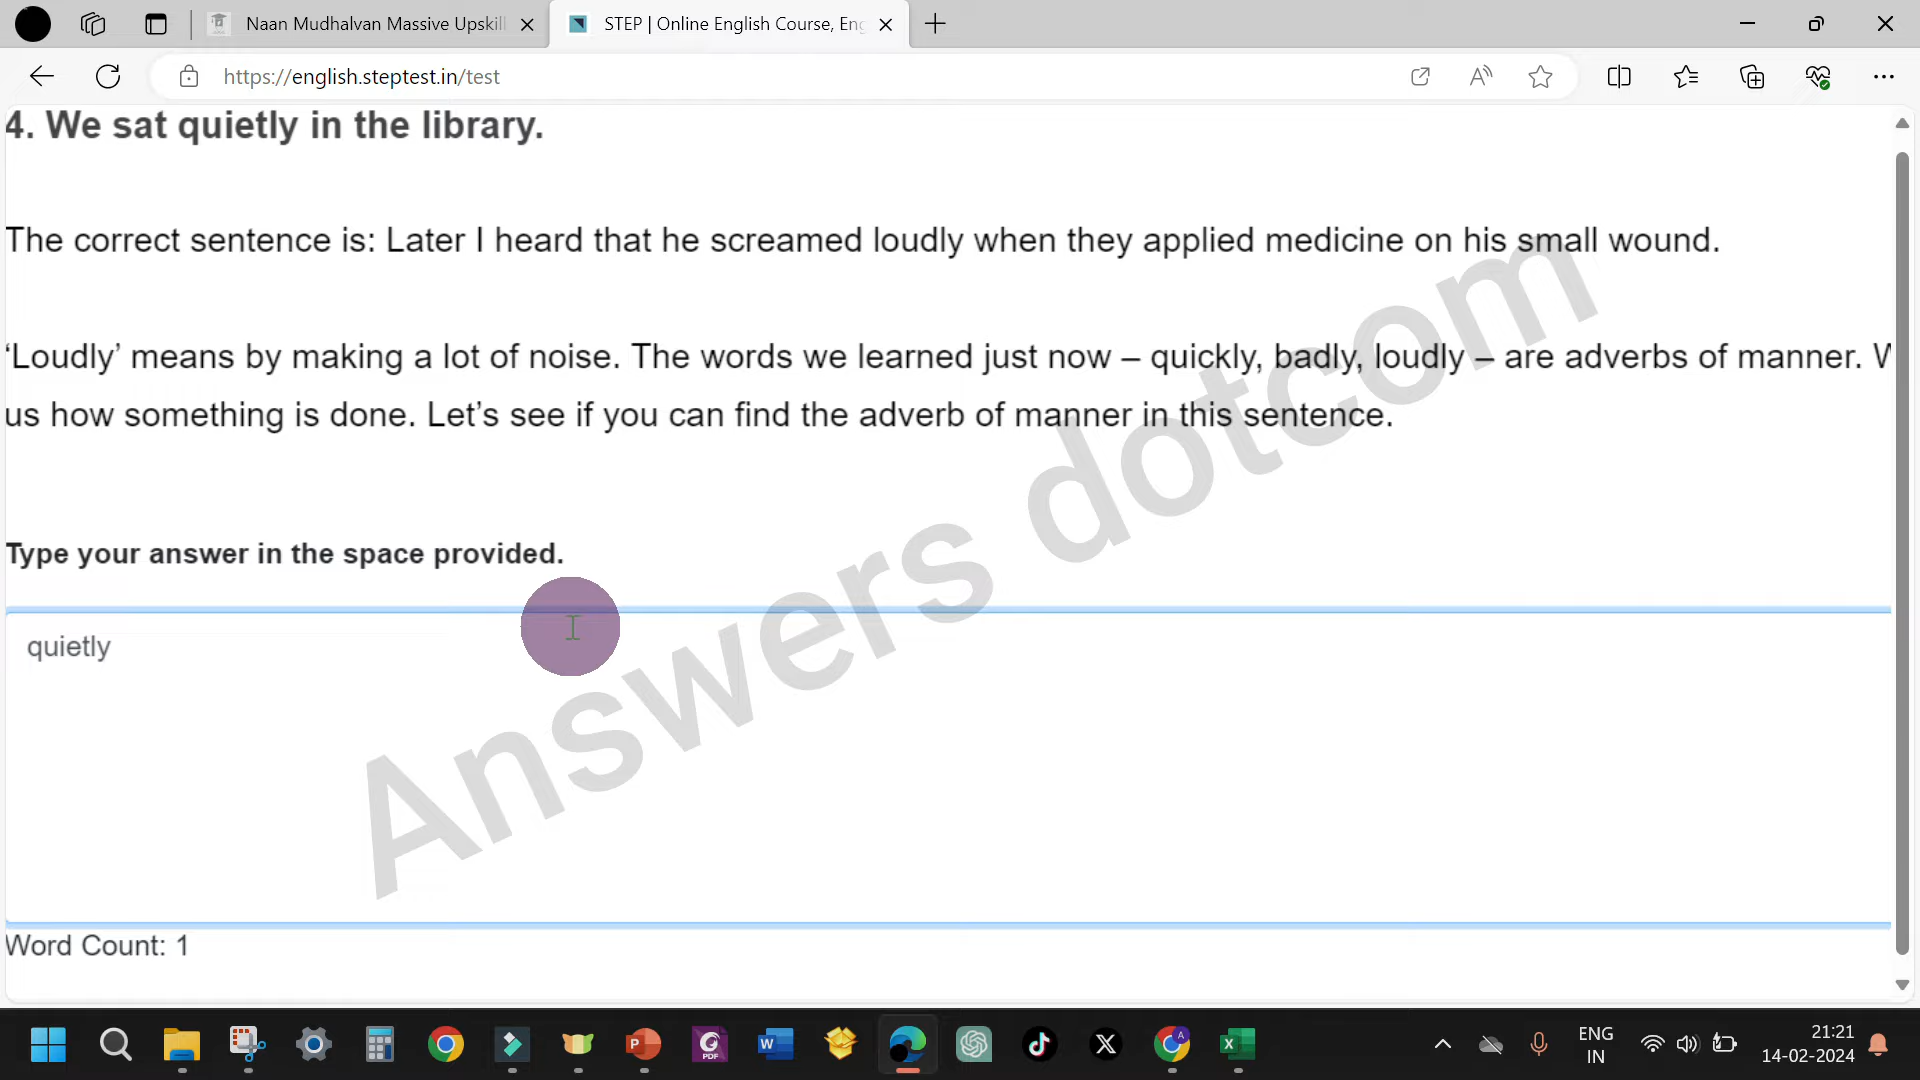 Naan Mudhalvan Massive Upskill
STEP | Online English Course, Eng
https://english.steptest.in/test
4. We sat quietly in the library.
The correct sentence is: Later I heard that he screamed loudly when they applied medicine on his small wound.
‘Loudly’ means by making a lot of noise. The words we learned just now – quickly, badly, loudly – are adverbs of manner. W
us how something is done. Let’s see if you can find the adverb of manner in this sentence.
Type your answer in the space provided.
quietly
Word Count: 1
Answers dotcom
ENG
IN
21:21
14-02-2024